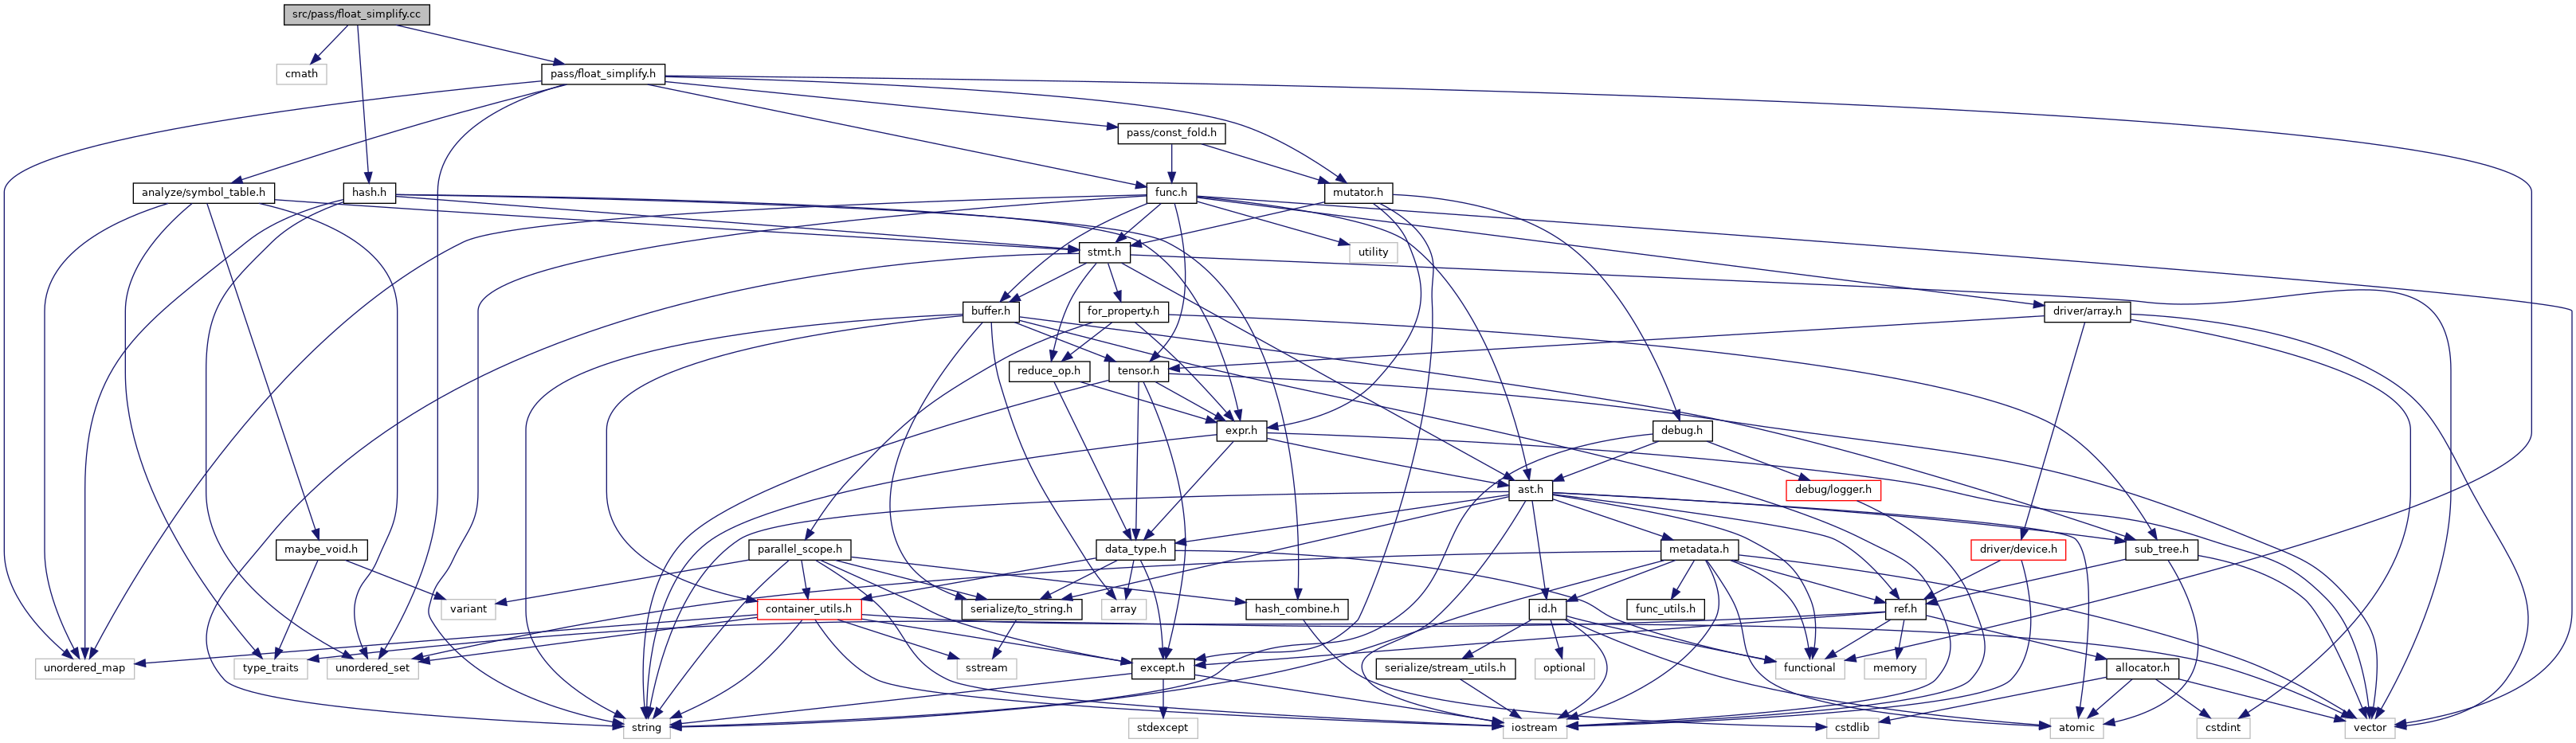 src/pass/float_simplify.cc
cmath
pass/float_simplify.h
pass/const_fold.h
analyze/symbol_table.h
hash.h
func.h
mutator.h
stmt.h
utility
buffer.h
for_property.h
driver/array.h
reduce_op.h
tensor.h
expr.h
debug.h
ast.h
debug/logger.h
maybe_void.h
parallel_scope.h
data_type.h
metadata.h
driver/device.h
sub_tree.h
variant
container_utils.h
serialize/to_string.h
array
hash_combine.h
id.h
func_utils.h
ref.h
unordered_map
type_traits
unordered_set
sstream
except.h
serialize/stream_utils.h
optional
functional
memory
allocator.h
string
stdexcept
iostream
cstdlib
atomic
cstdint
vector